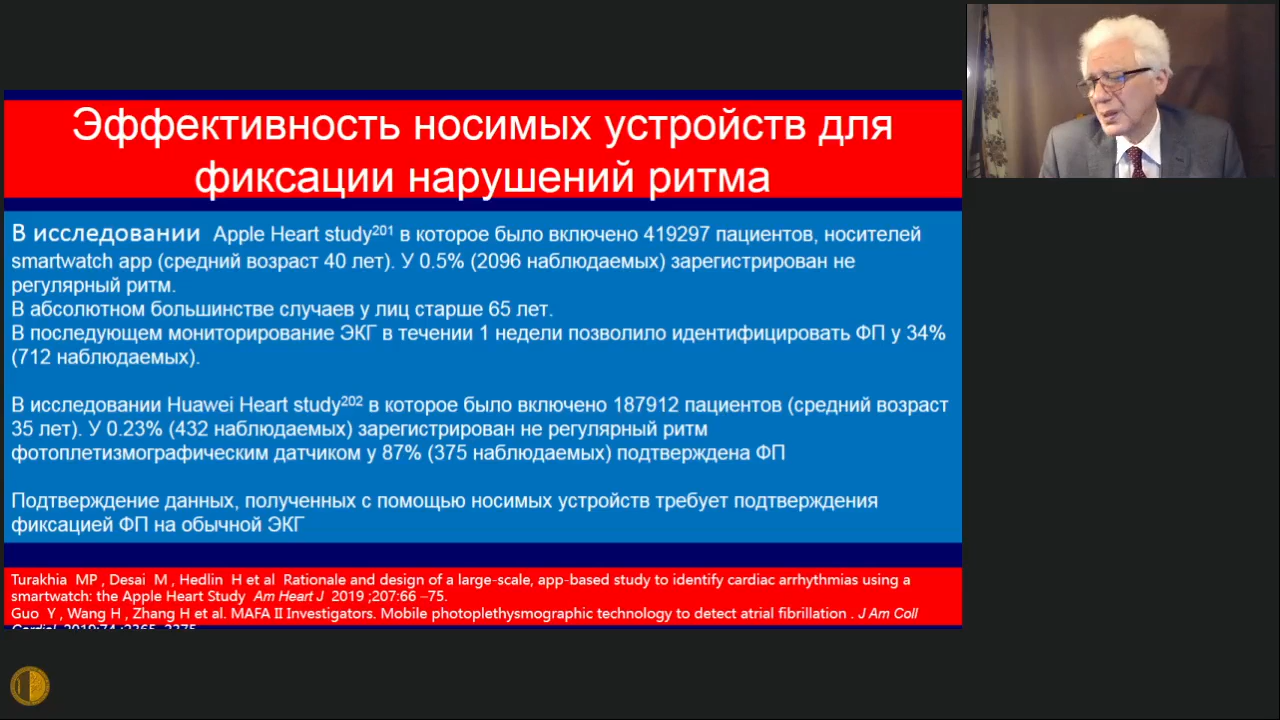 Эффективность носимых устройств для
фиксации нарушений ритма
В исследовании Apple Heart study²⁰¹ в которое было включено 419297 пациентов, носителей
smartwatch app (средний возраст 40 лет). У 0.5% (2096 наблюдаемых) зарегистрирован не
регулярный ритм.
В абсолютном большинстве случаев у лиц старше 65 лет.
В последующем мониторирование ЭКГ в течении 1 недели позволило идентифицировать ФП у 34%
(712 наблюдаемых).
В исследовании Huawei Heart study²⁰² в которое было включено 187912 пациентов (средний возраст
35 лет). У 0.23% (432 наблюдаемых) зарегистрирован не регулярный ритм
фотоплетизмографическим датчиком у 87% (375 наблюдаемых) подтверждена ФП
Подтверждение данных, полученных с помощью носимых устройств требует подтверждения
фиксацией ФП на обычной ЭКГ
Turakhia MP , Desai M , Hedlin H et al Rationale and design of a large-scale, app-based study to identify cardiac arrhythmias using a
smartwatch: the Apple Heart Study Am Heart J 2019 ;207:66 –75.
Guo Y , Wang H , Zhang H et al. MAFA II Investigators. Mobile photoplethysmographic technology to detect atrial fibrillation . J Am Coll